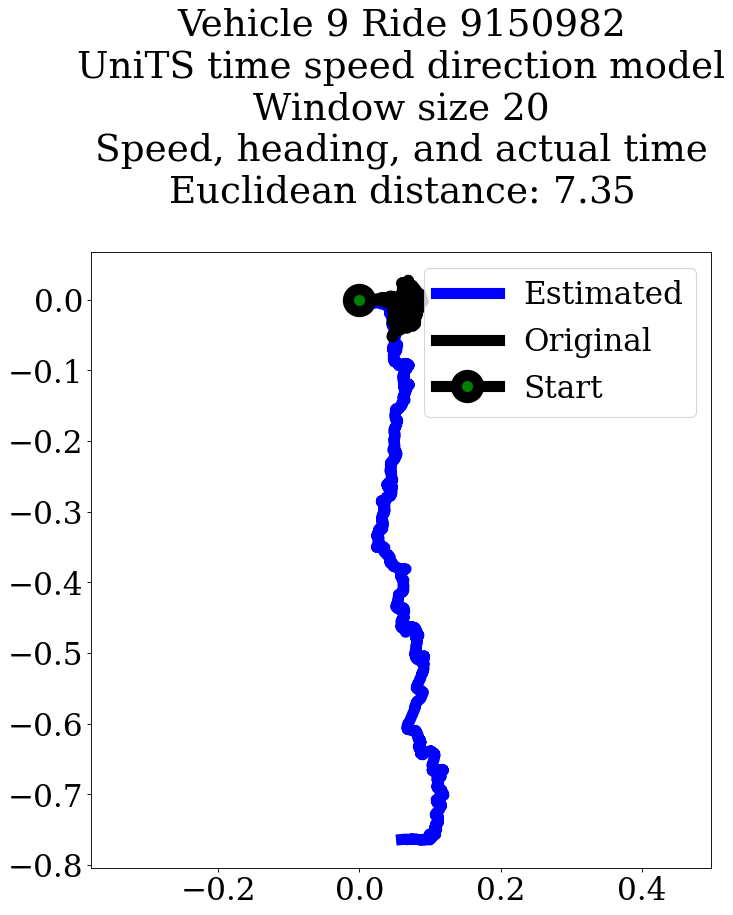 Vehicle 9 Ride 9150982
UniTS time speed direction model
Window size 20
Speed, heading, and actual time
Euclidean distance: 7.35
Estimated
Original
Start
0.0
−0.1
−0.2
−0.3
−0.4
−0.5
−0.6
−0.7
−0.8
−0.2 0.0 0.2 0.4